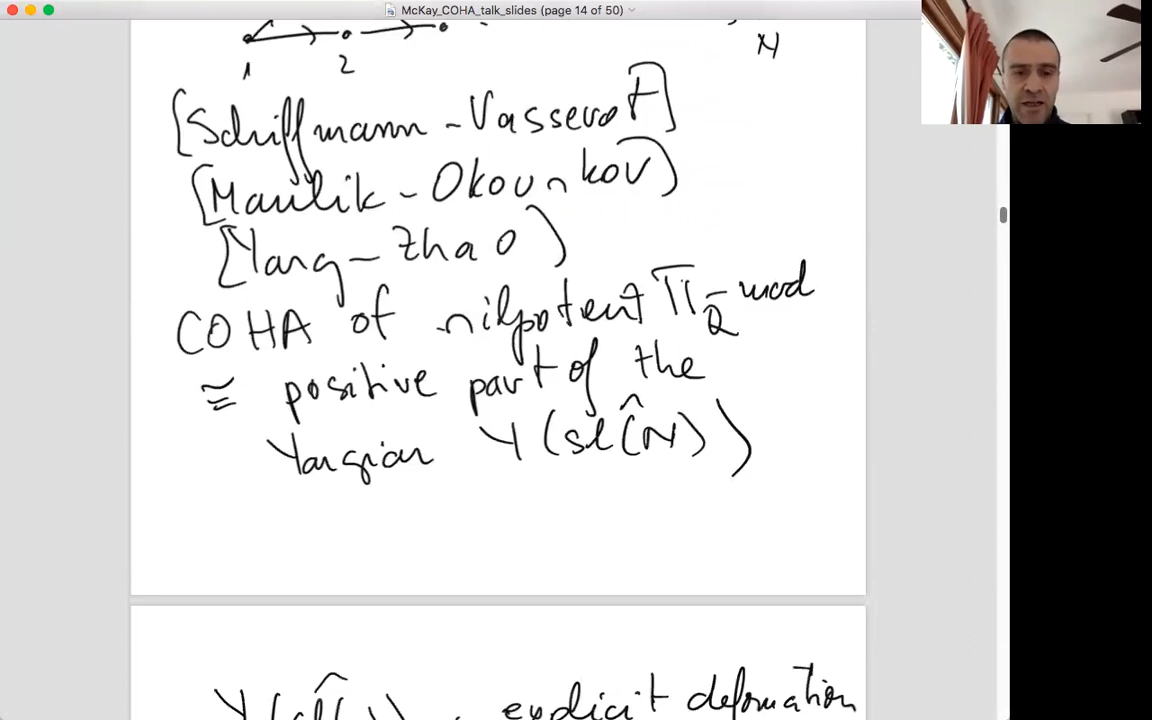 McKay_COHA_talk_slides (page 14 of 50)
1 2 N
[Schiffmann - Vasserot]
[Maulik - Okounkov)
[Yang - Zhao)
COHA of nilpotent Π_Q̄ - mod
≅ positive part of the
Yangian Y(sl̂(N))
explicit deformation